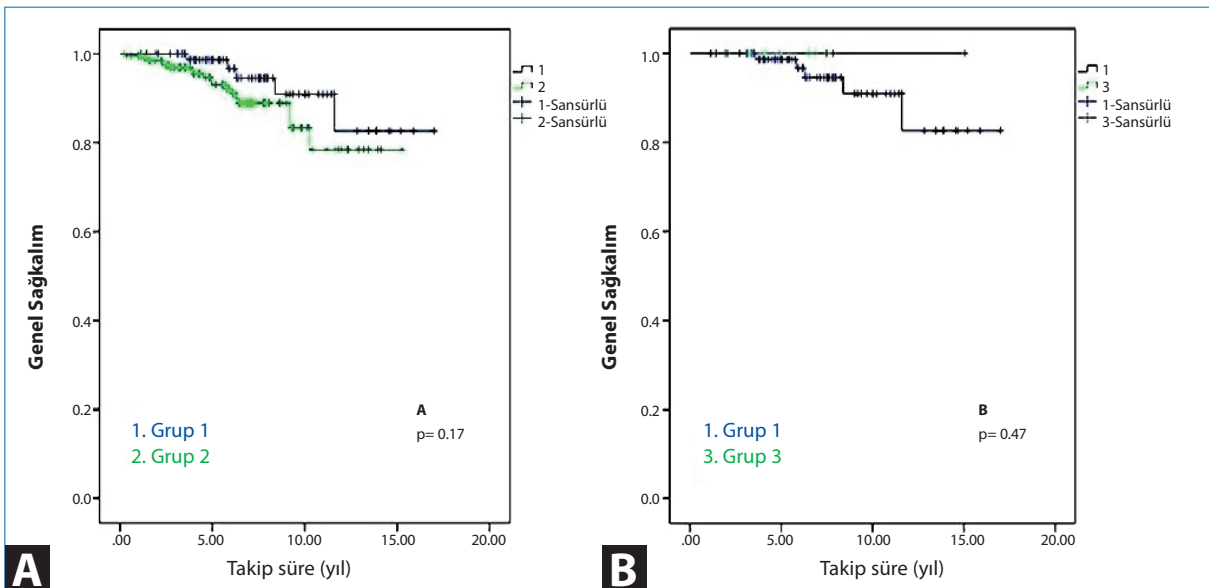 1.0
0.8
0.6
0.4
0.2
0.0
Genel Sağkalım
1
2
1-Sansürlü
2-Sansürlü
A
p= 0.17
1. Grup 1
2. Grup 2
.00 5.00 10.00 15.00 20.00
Takip süre (yıl)
A
1.0
0.8
0.6
0.4
0.2
0.0
Genel Sağkalım
1
3
1-Sansürlü
3-Sansürlü
B
p= 0.47
1. Grup 1
3. Grup 3
.00 5.00 10.00 15.00 20.00
Takip süre (yıl)
B